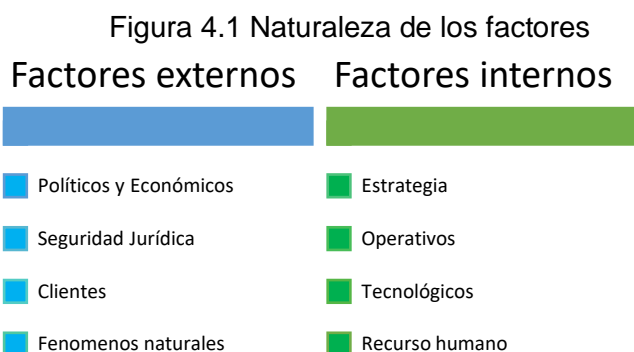 Figura 4.1 Naturaleza de los factores
Factores externos
Políticos y Económicos
Seguridad Jurídica
Clientes
Fenomenos naturales
Factores internos
Estrategia
Operativos
Tecnológicos
Recurso humano